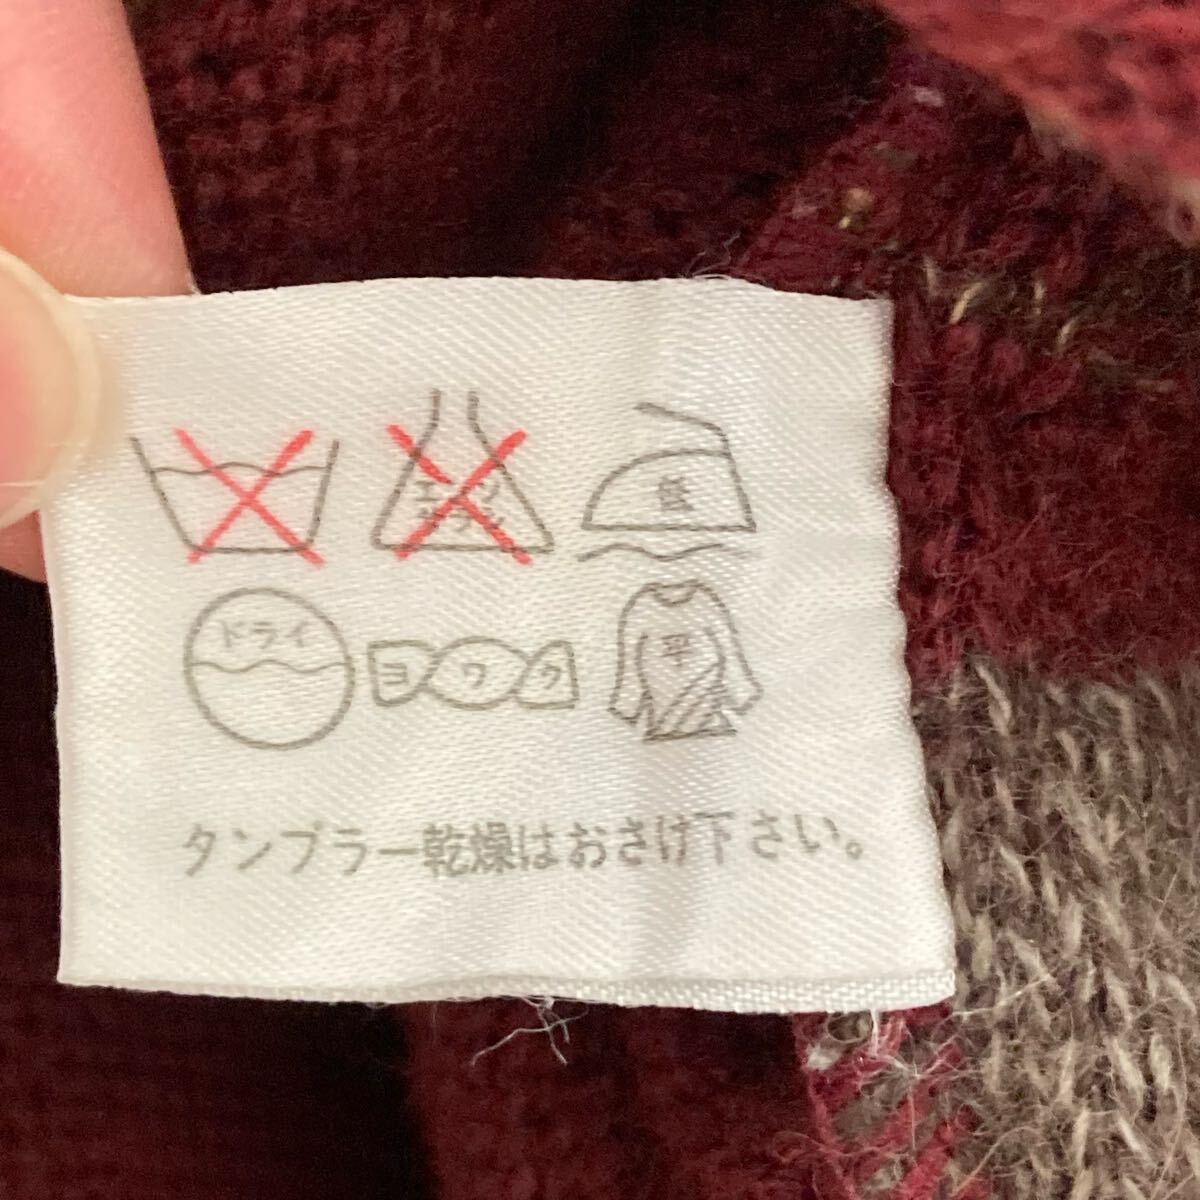 エンソ
サラシ
低
ドライ
ヨワク
平
タンブラー乾燥はおさけ下さい。